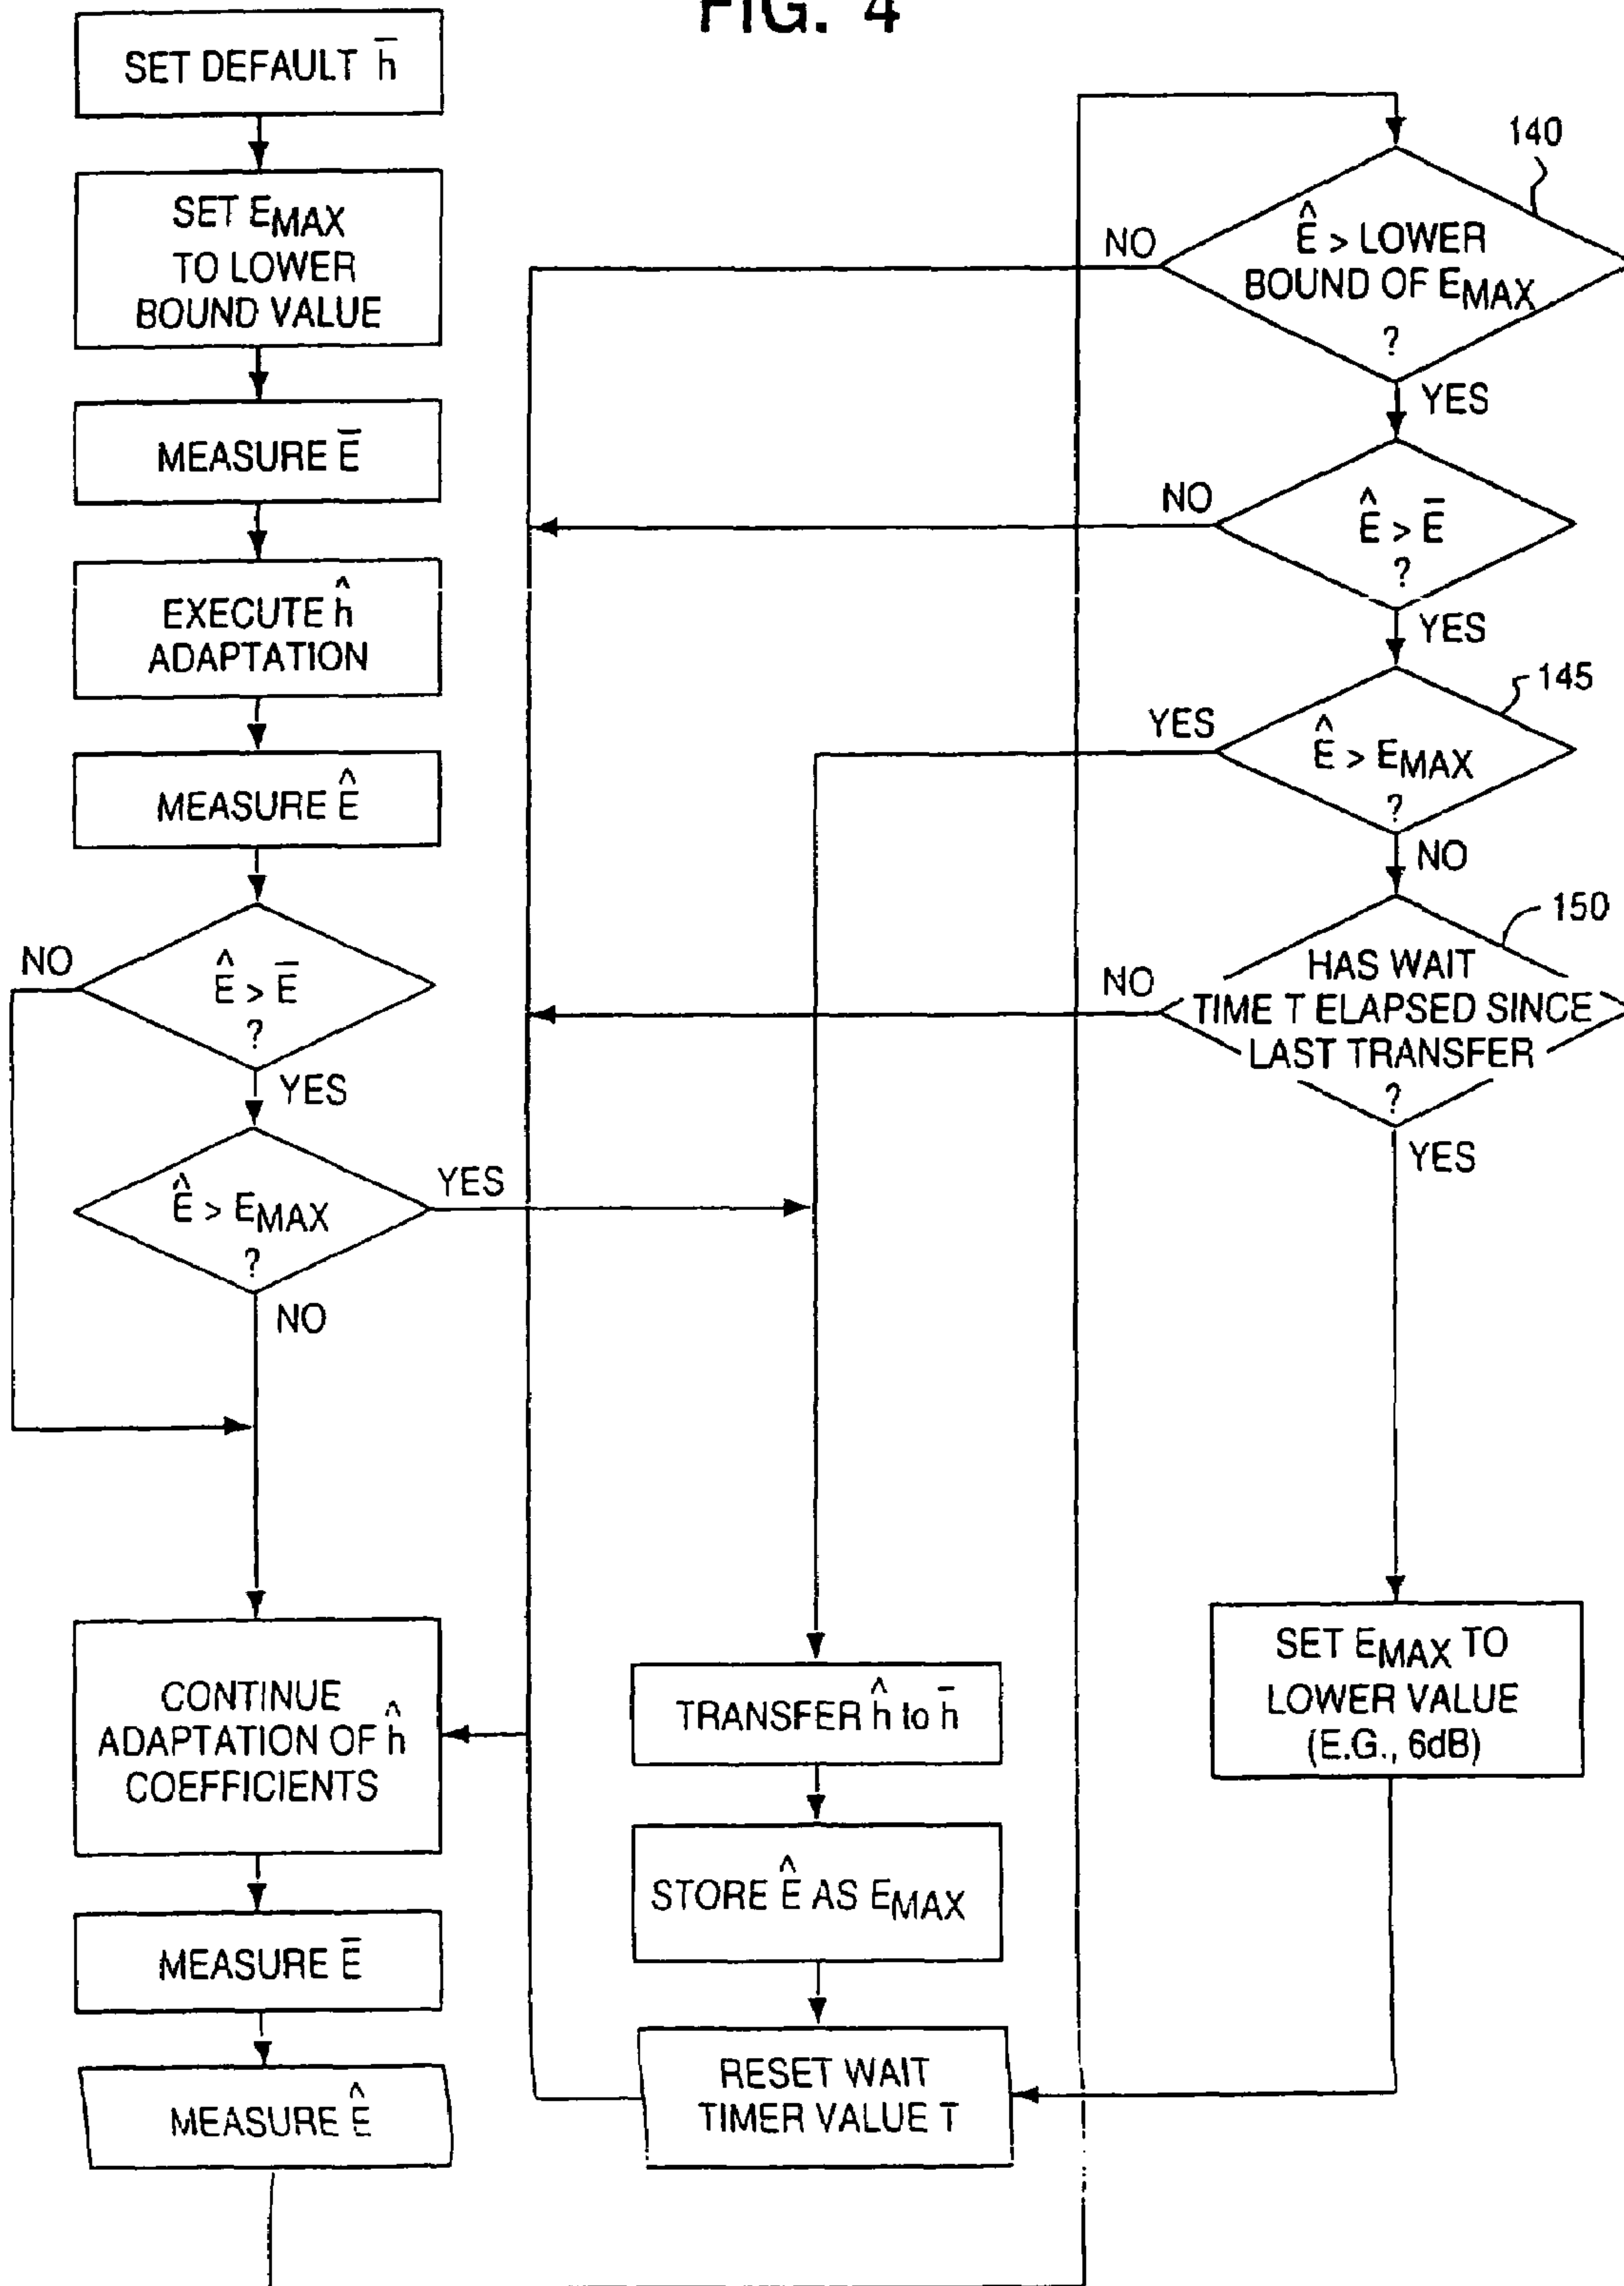 FIG. 4
SET DEFAULT h̄
SET EMAX
TO LOWER
BOUND VALUE
MEASURE Ē
EXECUTE ĥ
ADAPTATION
MEASURE Ê
Ê > Ē
?
NO
YES
Ê > EMAX
?
YES
NO
CONTINUE
ADAPTATION OF ĥ
COEFFICIENTS
MEASURE Ē
MEASURE Ê
TRANSFER ĥ to h̄
STORE Ê AS EMAX
RESET WAIT
TIMER VALUE T
140
Ê > LOWER
BOUND OF EMAX
?
NO
YES
Ê > Ē
?
NO
YES
145
Ê > EMAX
?
YES
NO
150
HAS WAIT
TIME T ELAPSED SINCE
LAST TRANSFER
?
NO
YES
SET EMAX TO
LOWER VALUE
(E.G., 6dB)